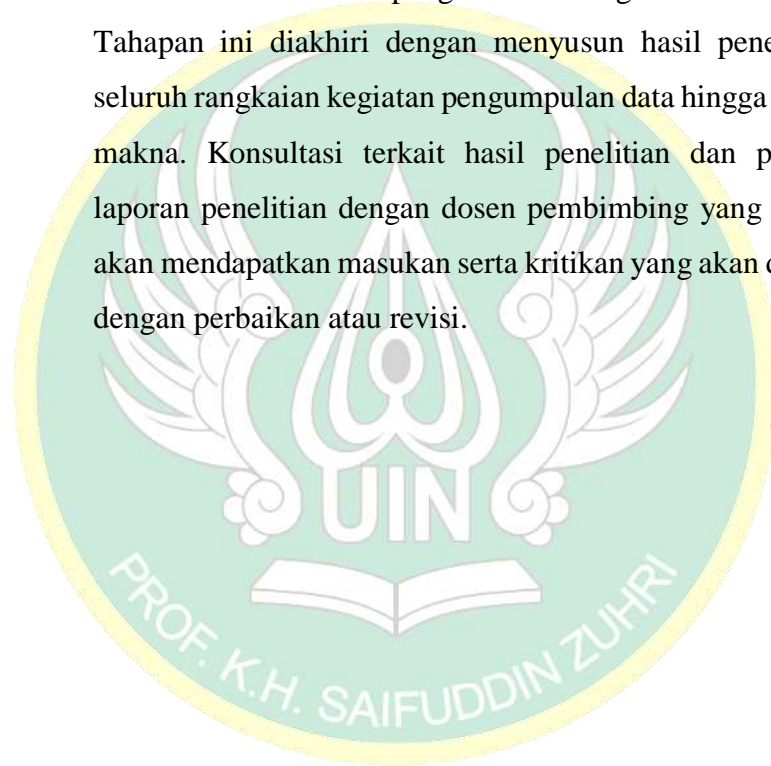 Tahapan ini diakhiri dengan menyusun hasil pene
seluruh rangkaian kegiatan pengumpulan data hingga
makna. Konsultasi terkait hasil penelitian dan p
laporan penelitian dengan dosen pembimbing yang
akan mendapatkan masukan serta kritikan yang akan d
dengan perbaikan atau revisi.
UIN
PROF. K.H. SAIFUDDIN ZUHRI